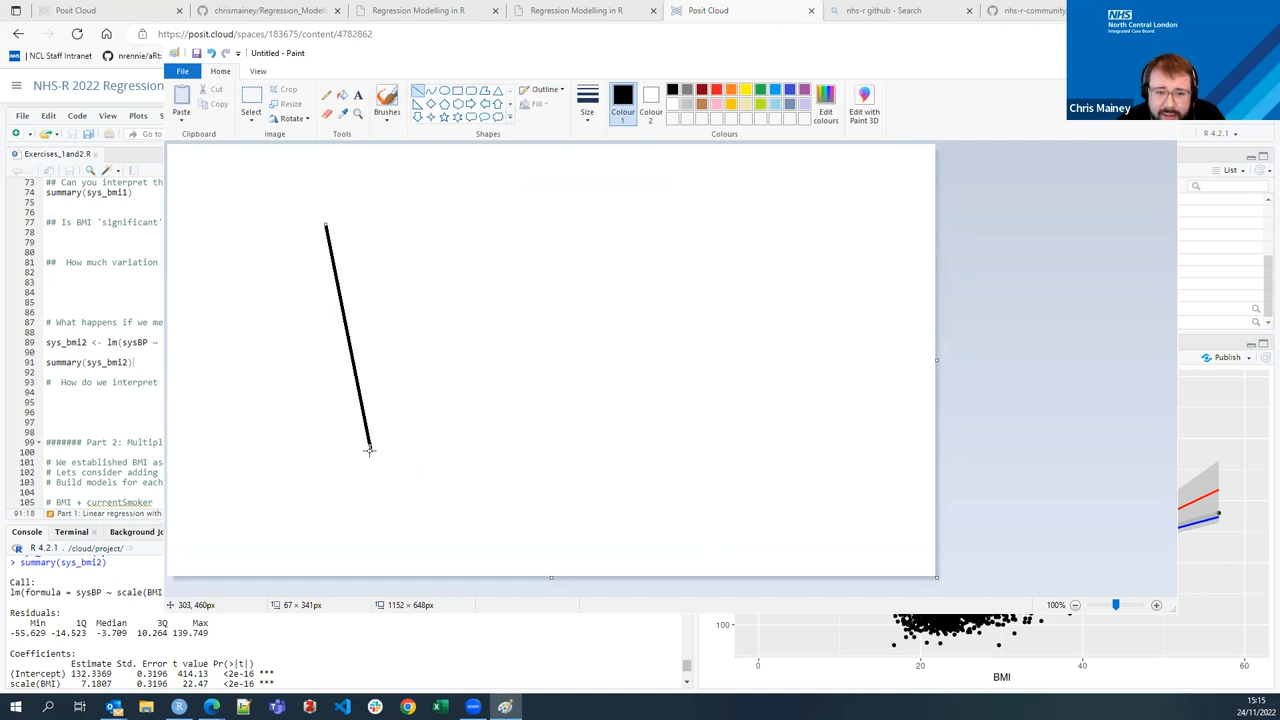 Posit Cloud
chrismainey/Regression_Modell
Regression Modelling in R
Regression Modelling in R
Posit Cloud
nhs-r github - Search
nhs-r-community
https://posit.cloud/spaces/183675/content/4782862
NCL Staff Intranet
nrennie/aRt
Untitled - Paint
NHS
North Central London
Integrated Care Board
Chris Mainey
NHS-R 2022 Regression
File
Home
View
Cut
Copy
Paste
Clipboard
Crop
Resize
Rotate
Select
Image
Tools
Brushes
Shapes
Outline
Fill
Size
Colour 1
Colour 2
Edit colours
Colours
Edit with Paint 3D
File Edit Code View Plots
Go to
R 4.2.1
Exercises_1and2.R
List
73 ## Can you interpret th
74 summary(sys_bmi1)
75
76
77 ## Is BMI 'significant'
78
79
80
81 ## How much variation
82
83
84
85
86
87 # What happens if we me
88
89 sys_bmi2 <- lm(sysBP ~
90
91 summary(sys_bmi2)
92
93 # How do we interpret
94
95
96
97
98
99 ####### Part 2: Multipl
100
101 # We established BMI as
102 # Lets consider adding
103 # Build models for each
104
105 # BMI + currentSmoker
91:18 Part 1: Linear regression with
Publish
Console Terminal Background Jo
R 4.2.1 . /cloud/project/
> summary(sys_bmi2)
Call:
lm(formula = sysBP ~ scale(BMI
Residuals:
Min 1Q Median 3Q Max
-55.629 -14.523 -3.709 10.264 139.749
Coefficients:
Estimate Std. Error t value Pr(>|t|)
(Intercept) 132.3369 0.3196 414.13 <2e-16 ***
scale(BMI) 7.1807 0.3196 22.47 <2e-16 ***
303, 460px
67 × 341px
1152 × 648px
100%
100
0
20
40
60
BMI
15:15
24/11/2022